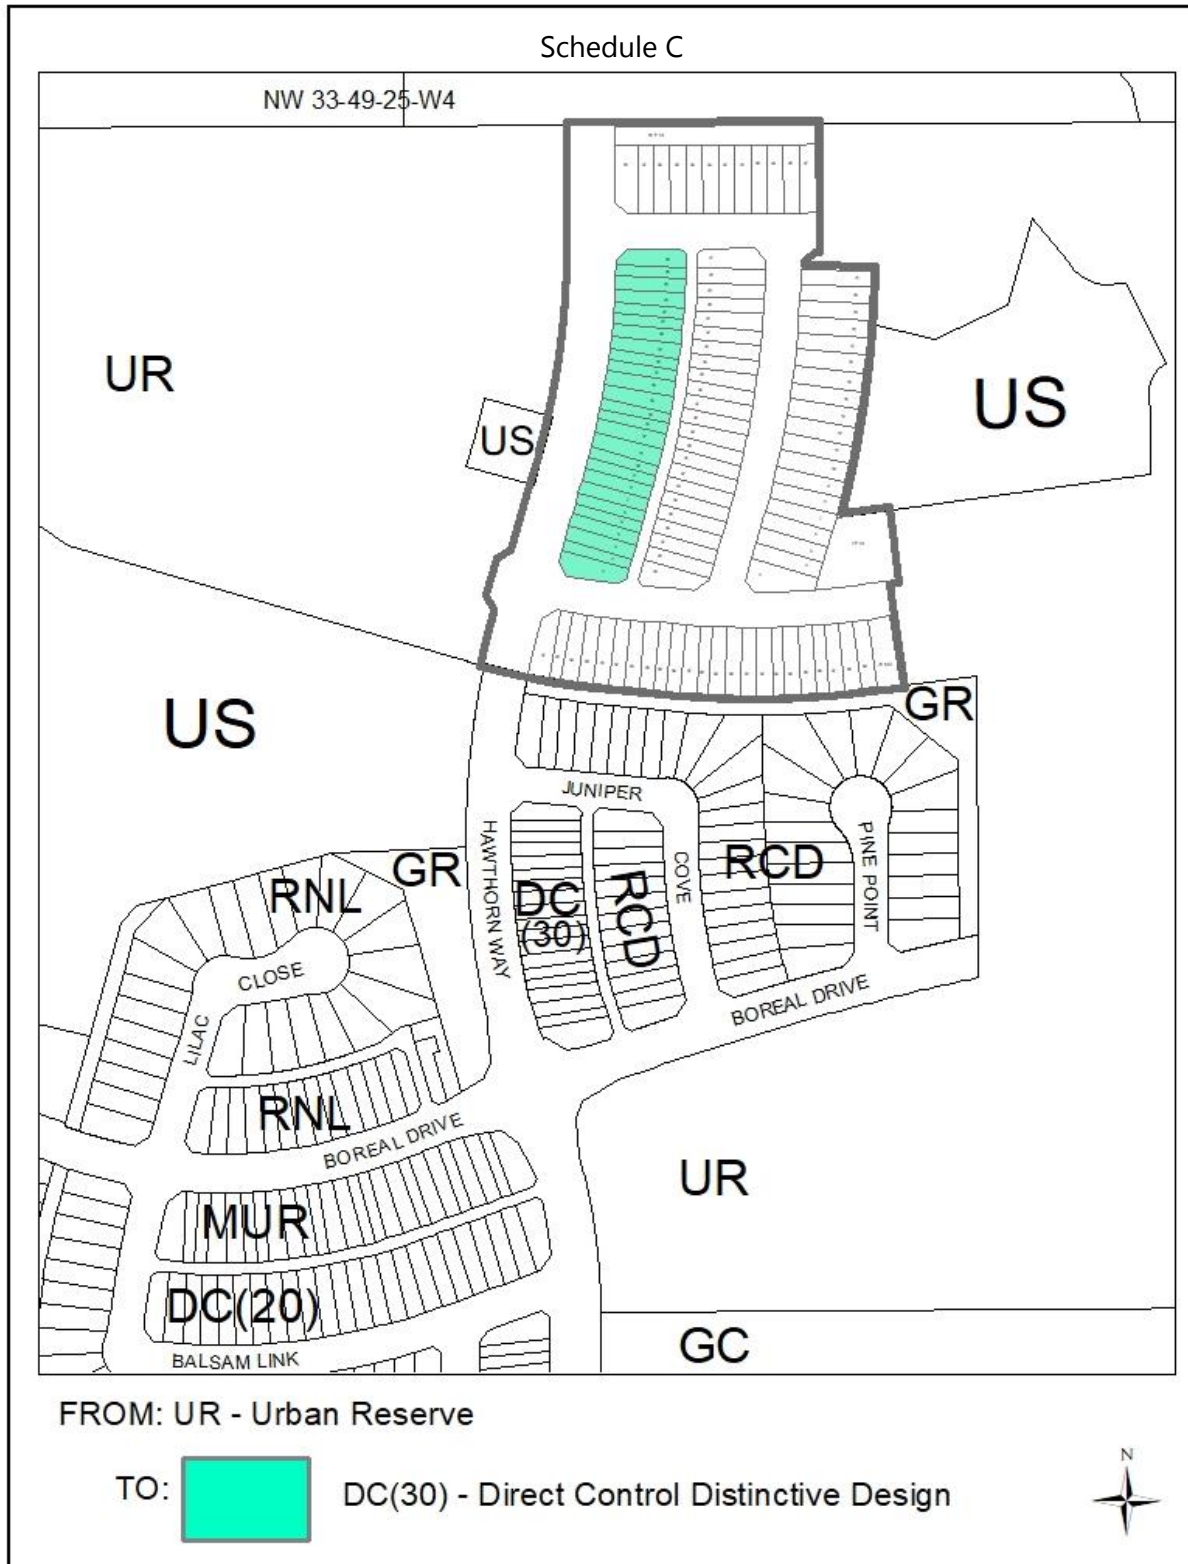 Schedule C
NW 33-49-25-W4
UR
US
US
US
GR
JUNIPER
HAWTHORN WAY
GR
RNL
DC
(30)
RCD
COVE
RCD
PINE POINT
CLOSE
LILAC
BOREAL DRIVE
RNL
BOREAL DRIVE
UR
MUR
DC(20)
GC
BALSAM LINK
FROM: UR - Urban Reserve
TO:
DC(30) - Direct Control Distinctive Design
N